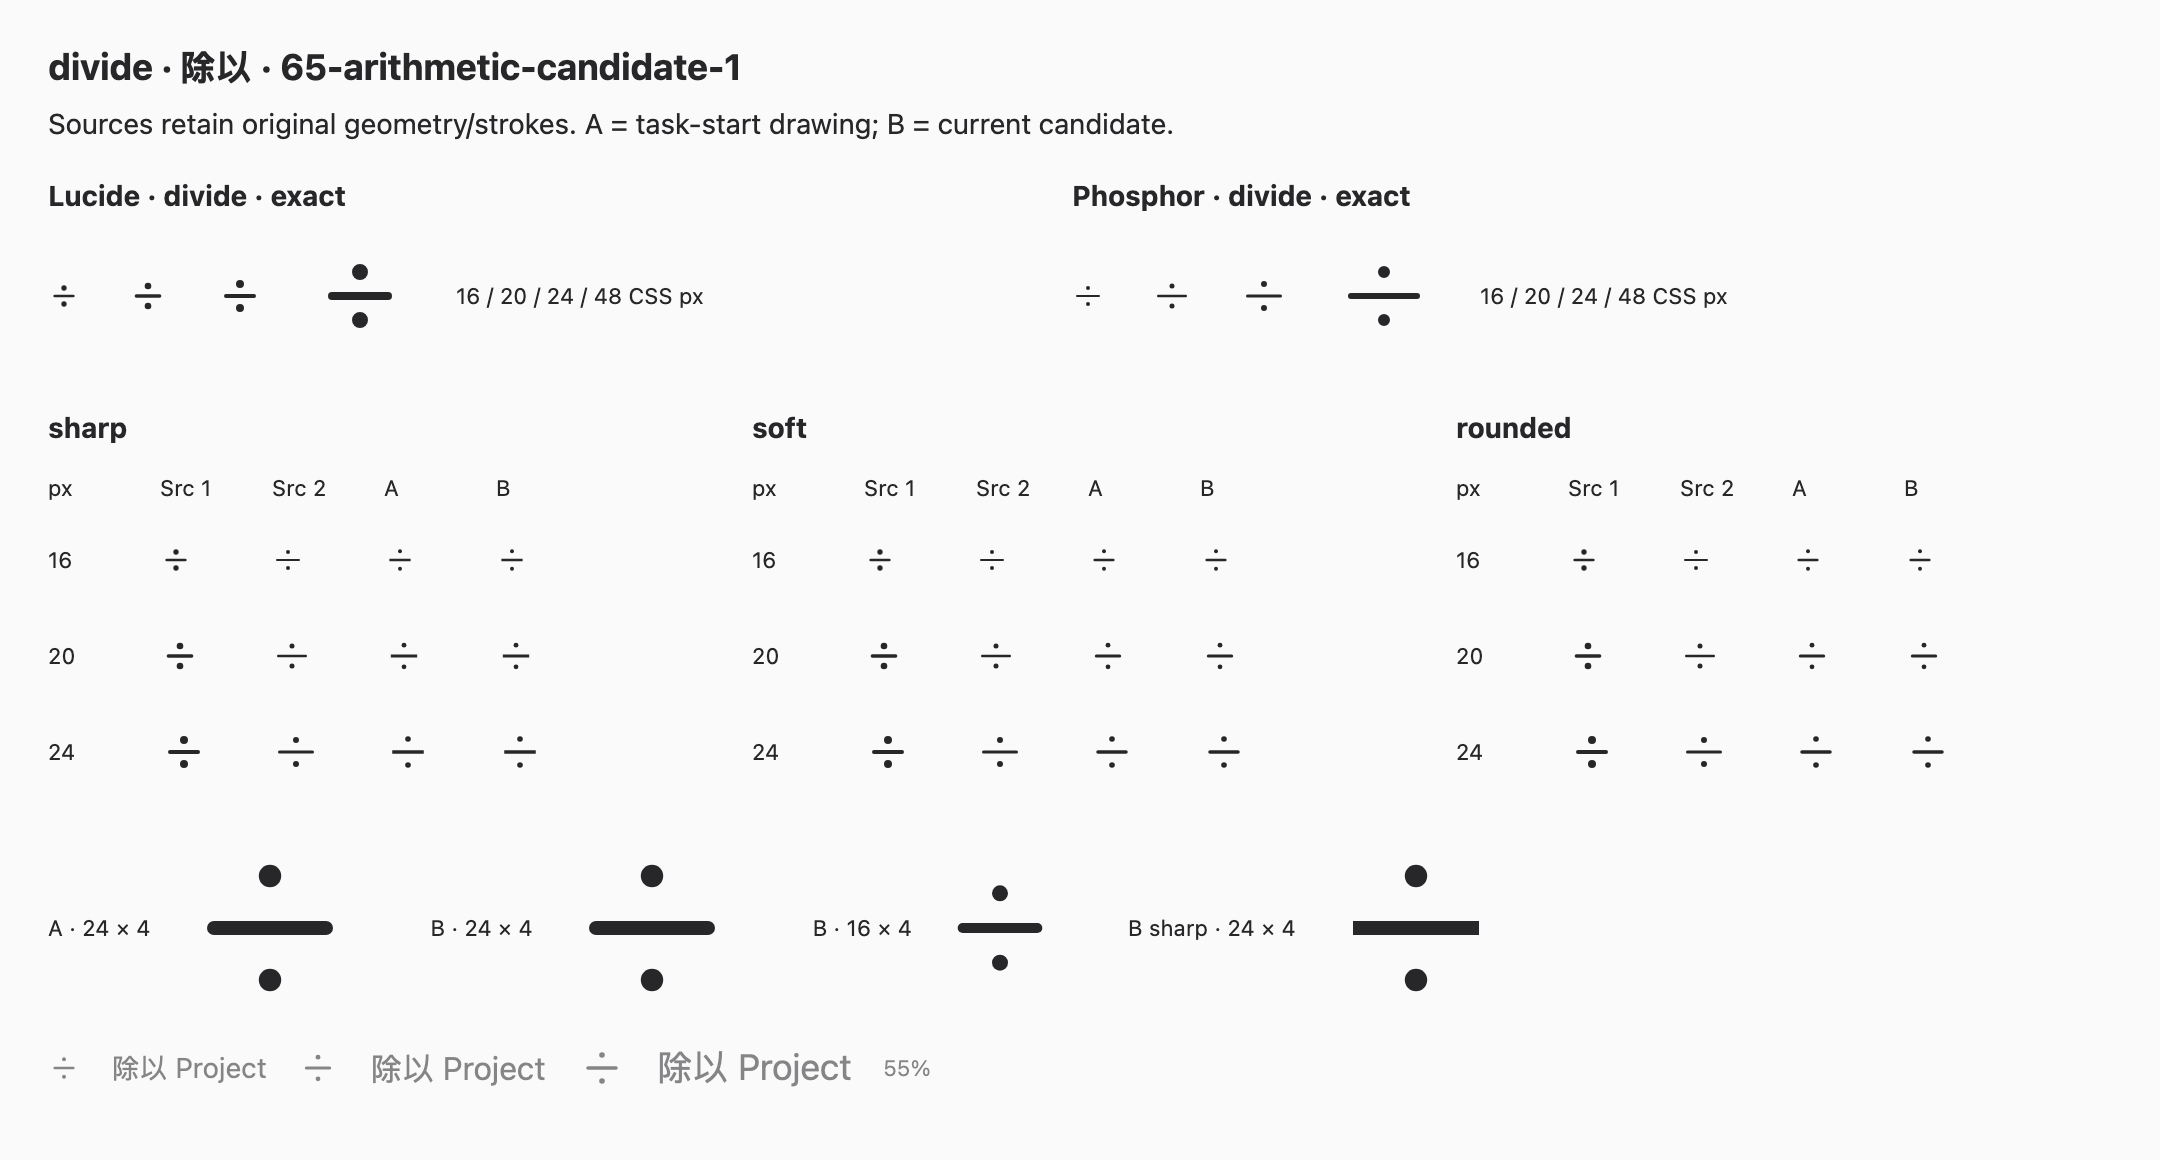 divide · 除以 · 65-arithmetic-candidate-1
Sources retain original geometry/strokes. A = task-start drawing; B = current candidate.
Lucide · divide · exact
Phosphor · divide · exact
16 / 20 / 24 / 48 CSS px
16 / 20 / 24 / 48 CSS px
sharp
px Src 1 Src 2 A B
16
20
24
soft
px Src 1 Src 2 A B
16
20
24
rounded
px Src 1 Src 2 A B
16
20
24
A · 24 × 4
B · 24 × 4
B · 16 × 4
B sharp · 24 × 4
除以 Project
除以 Project
除以 Project
55%